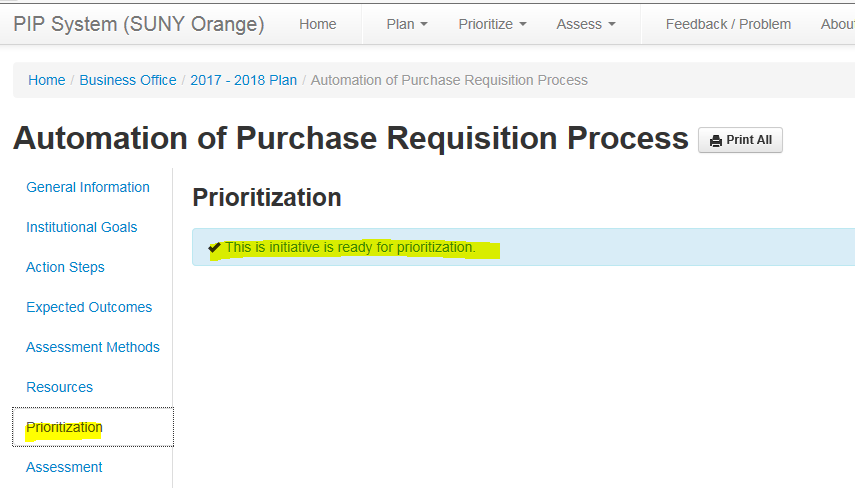 PIP System (SUNY Orange) Home Plan Prioritize Assess Feedback / Problem Abou
Home / Business Office / 2017 - 2018 Plan / Automation of Purchase Requisition Process
Automation of Purchase Requisition Process Print All
General Information
Institutional Goals
Action Steps
Expected Outcomes
Assessment Methods
Resources
Prioritization
Assessment
Prioritization
This is initiative is ready for prioritization.